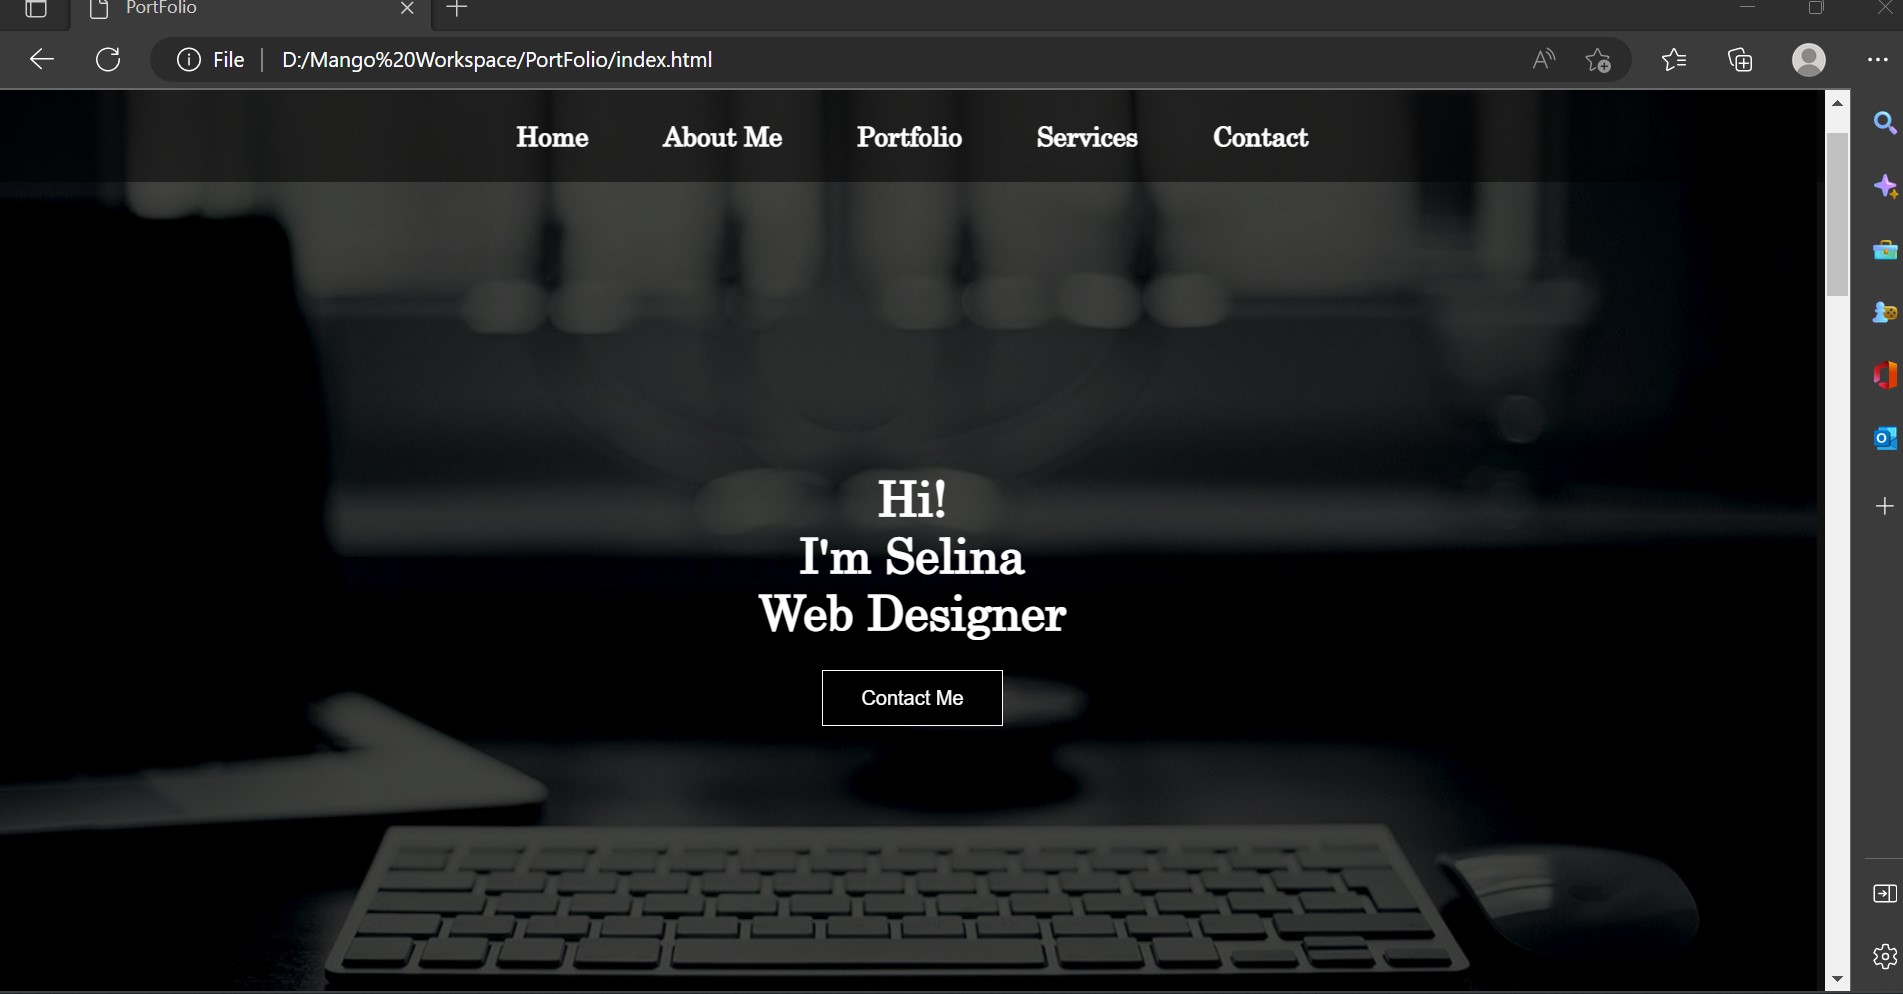 PortFolio
File
D:/Mango%20Workspace/PortFolio/index.html
Home About Me Portfolio Services Contact
Hi!
I'm Selina
Web Designer
Contact Me